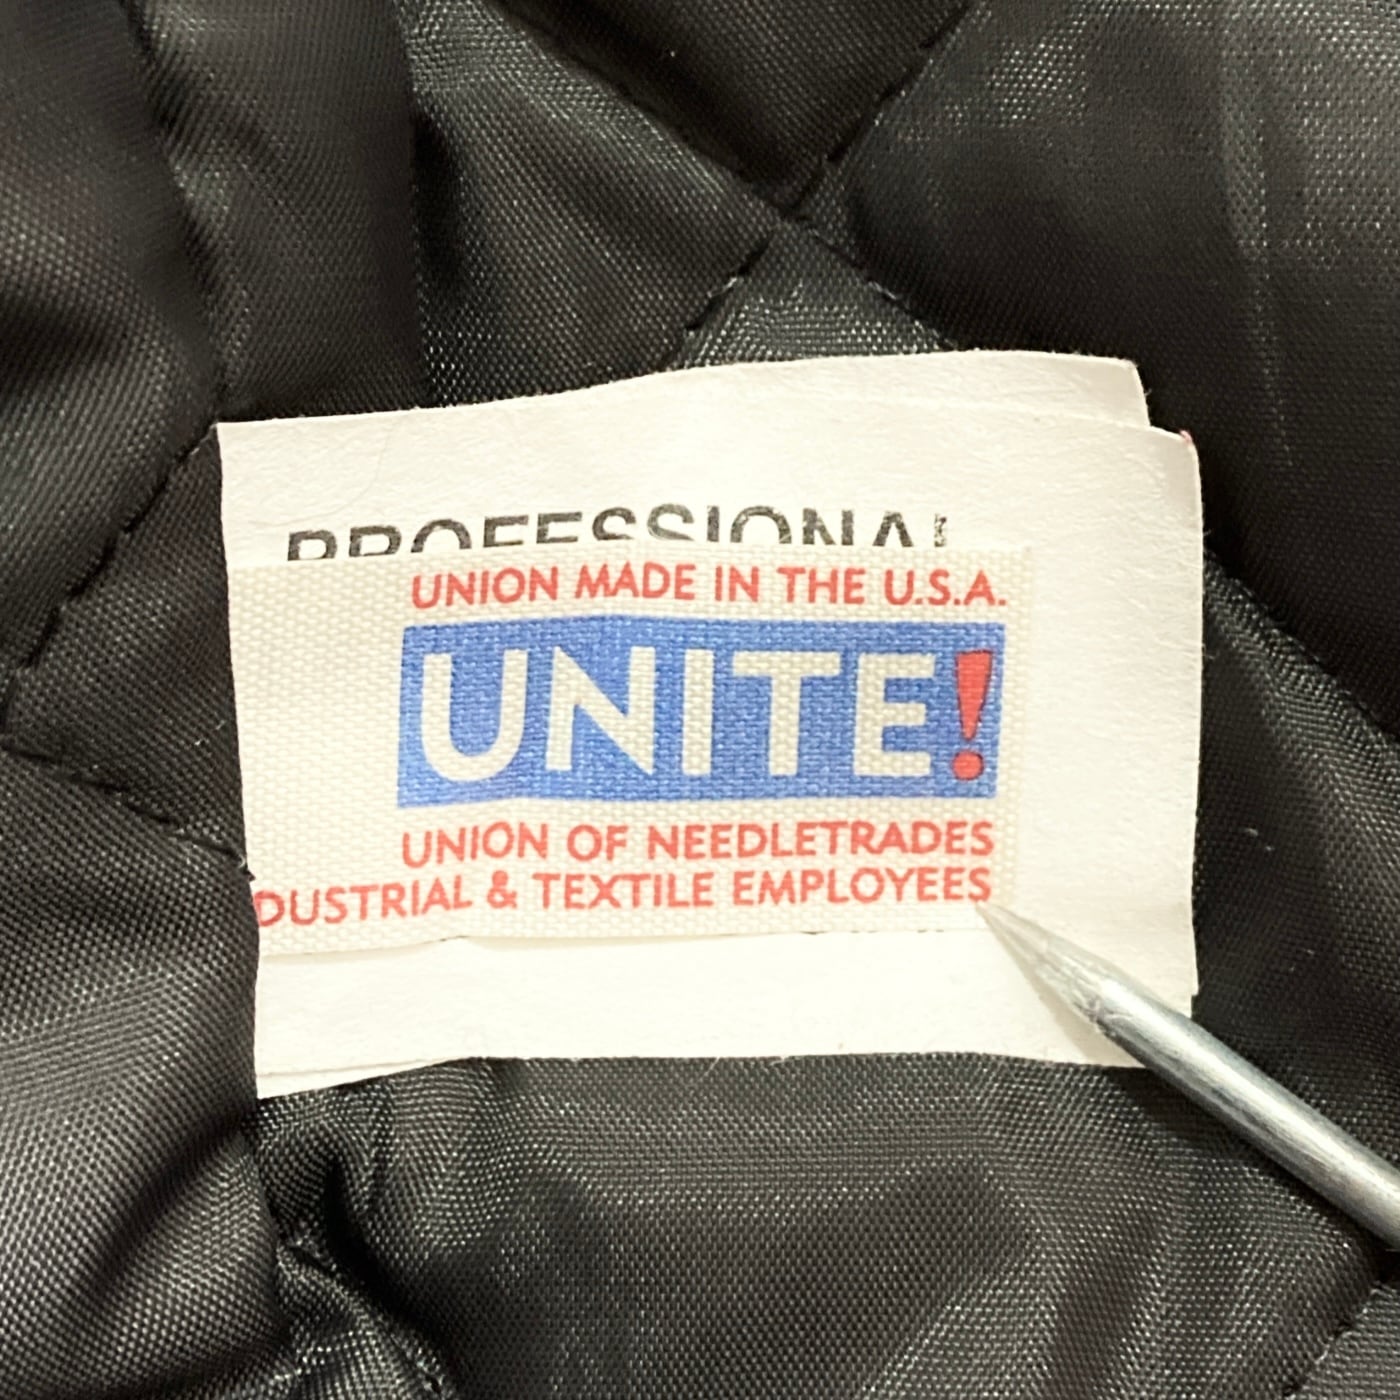 PROFESSIONAL
UNION MADE IN THE U.S.A.
UNITE!
UNION OF NEEDLETRADES
DUSTRIAL & TEXTILE EMPLOYEES